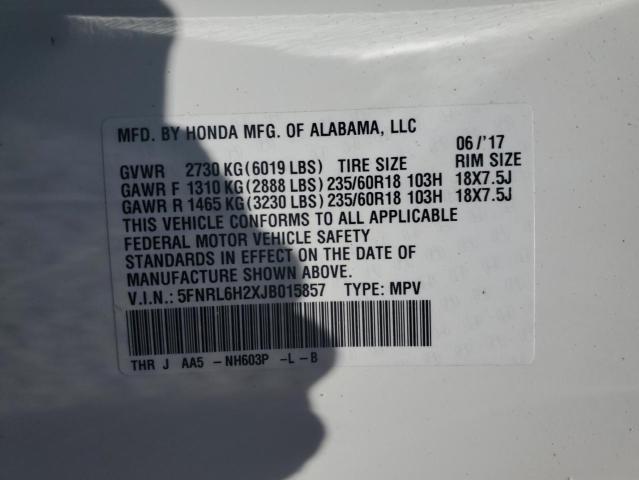 MFD. BY HONDA MFG. OF ALABAMA, LLC
06/'17
GVWR 2730 KG (6019 LBS) TIRE SIZE RIM SIZE
GAWR F 1310 KG (2888 LBS) 235/60R18 103H 18X7.5J
GAWR R 1465 KG (3230 LBS) 235/60R18 103H 18X7.5J
THIS VEHICLE CONFORMS TO ALL APPLICABLE
FEDERAL MOTOR VEHICLE SAFETY
STANDARDS IN EFFECT ON THE DATE OF
MANUFACTURE SHOWN ABOVE.
V.I.N.: 5FNRL6H2XJB015857 TYPE: MPV
THR J AA5 - NH603P -L - B